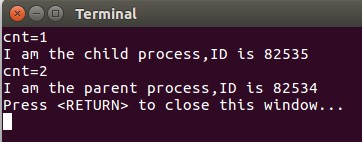 Terminal
cnt=1
I am the child process,ID is 82535
cnt=2
I am the parent process,ID is 82534
Press <RETURN> to close this window...